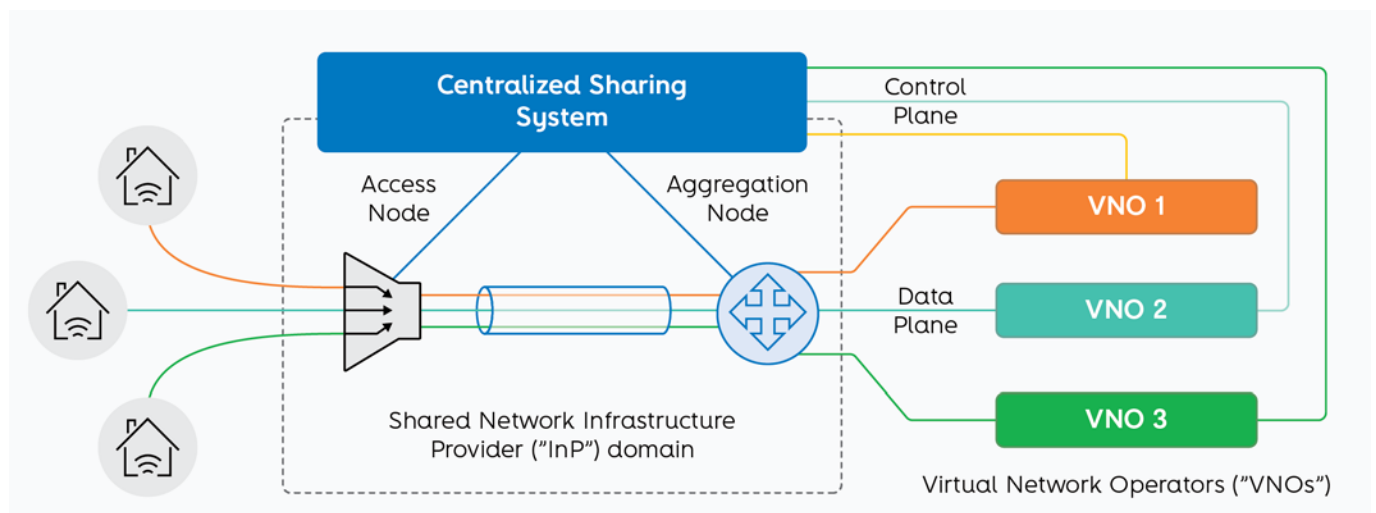 Centralized Sharing
System
Control
Plane
Access
Node
Aggregation
Node
VNO 1
Data
Plane
VNO 2
VNO 3
Shared Network Infrastructure
Provider ("InP") domain
Virtual Network Operators ("VNOs")